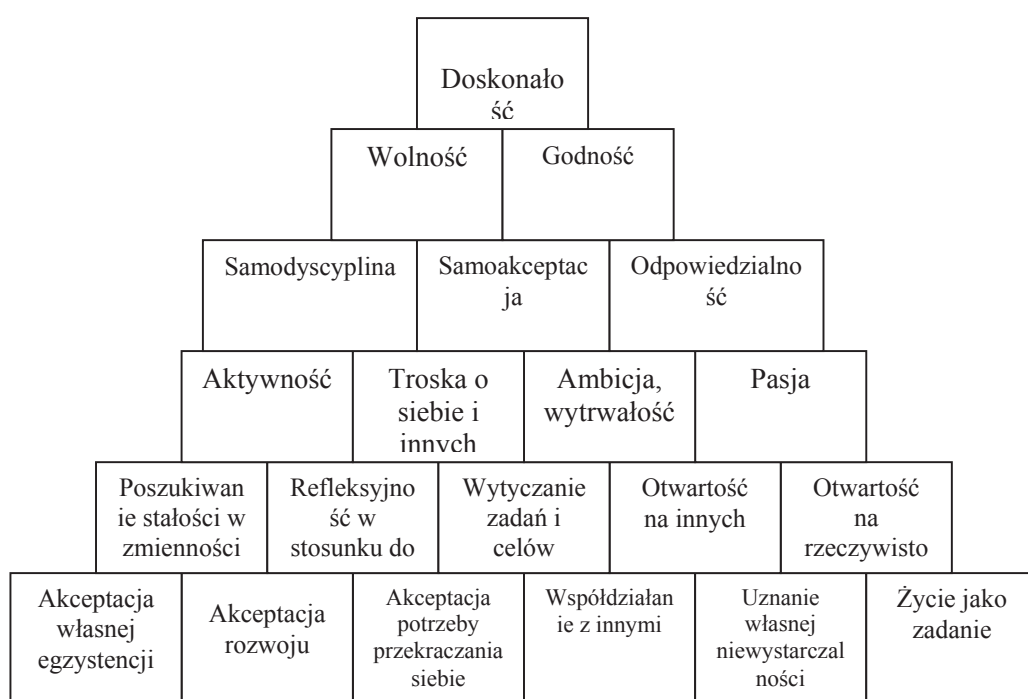 Doskonało
ść
Wolność
Godność
Samodyscyplina
Samoakceptac
ja
Odpowiedzialno
ść
Aktywność
Troska o
siebie i
innych
Ambicja,
wytrwałość
Pasja
Poszukiwan
ie stałości w
zmienności
Refleksyjno
ść w
stosunku do
Wytyczanie
zadań i
celów
Otwartość
na innych
Otwartość
na
rzeczywisto
Akceptacja
własnej
egzystencji
Akceptacja
rozwoju
Akceptacja
potrzeby
przekraczania
siebie
Współdziałan
ie z innymi
Uznanie
własnej
niewystarczal
ności
Życie jako
zadanie